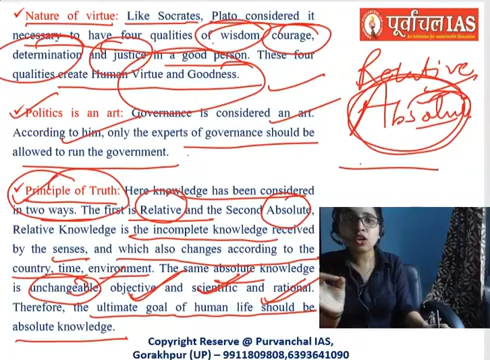 Nature of virtue: Like Socrates, Plato considered it
necessary to have four qualities of wisdom, courage,
determination and justice in a good person. These four
qualities create Human Virtue and Goodness.
Politics is an art: Governance is considered an art.
According to him, only the experts of governance should be
allowed to run the government.
Principle of Truth: Here knowledge has been considered
in two ways. The first is Relative and the Second Absolute,
Relative Knowledge is the incomplete knowledge received
by the senses, and which also changes according to the
country, time, environment. The same absolute knowledge
is unchangeable, objective and scientific and rational.
Therefore, the ultimate goal of human life should be
absolute knowledge.
पूर्वांचल IAS
Relative
Absolute
Copyright Reserve @ Purvanchal IAS,
Gorakhpur (UP) - 9911809808,6393641090